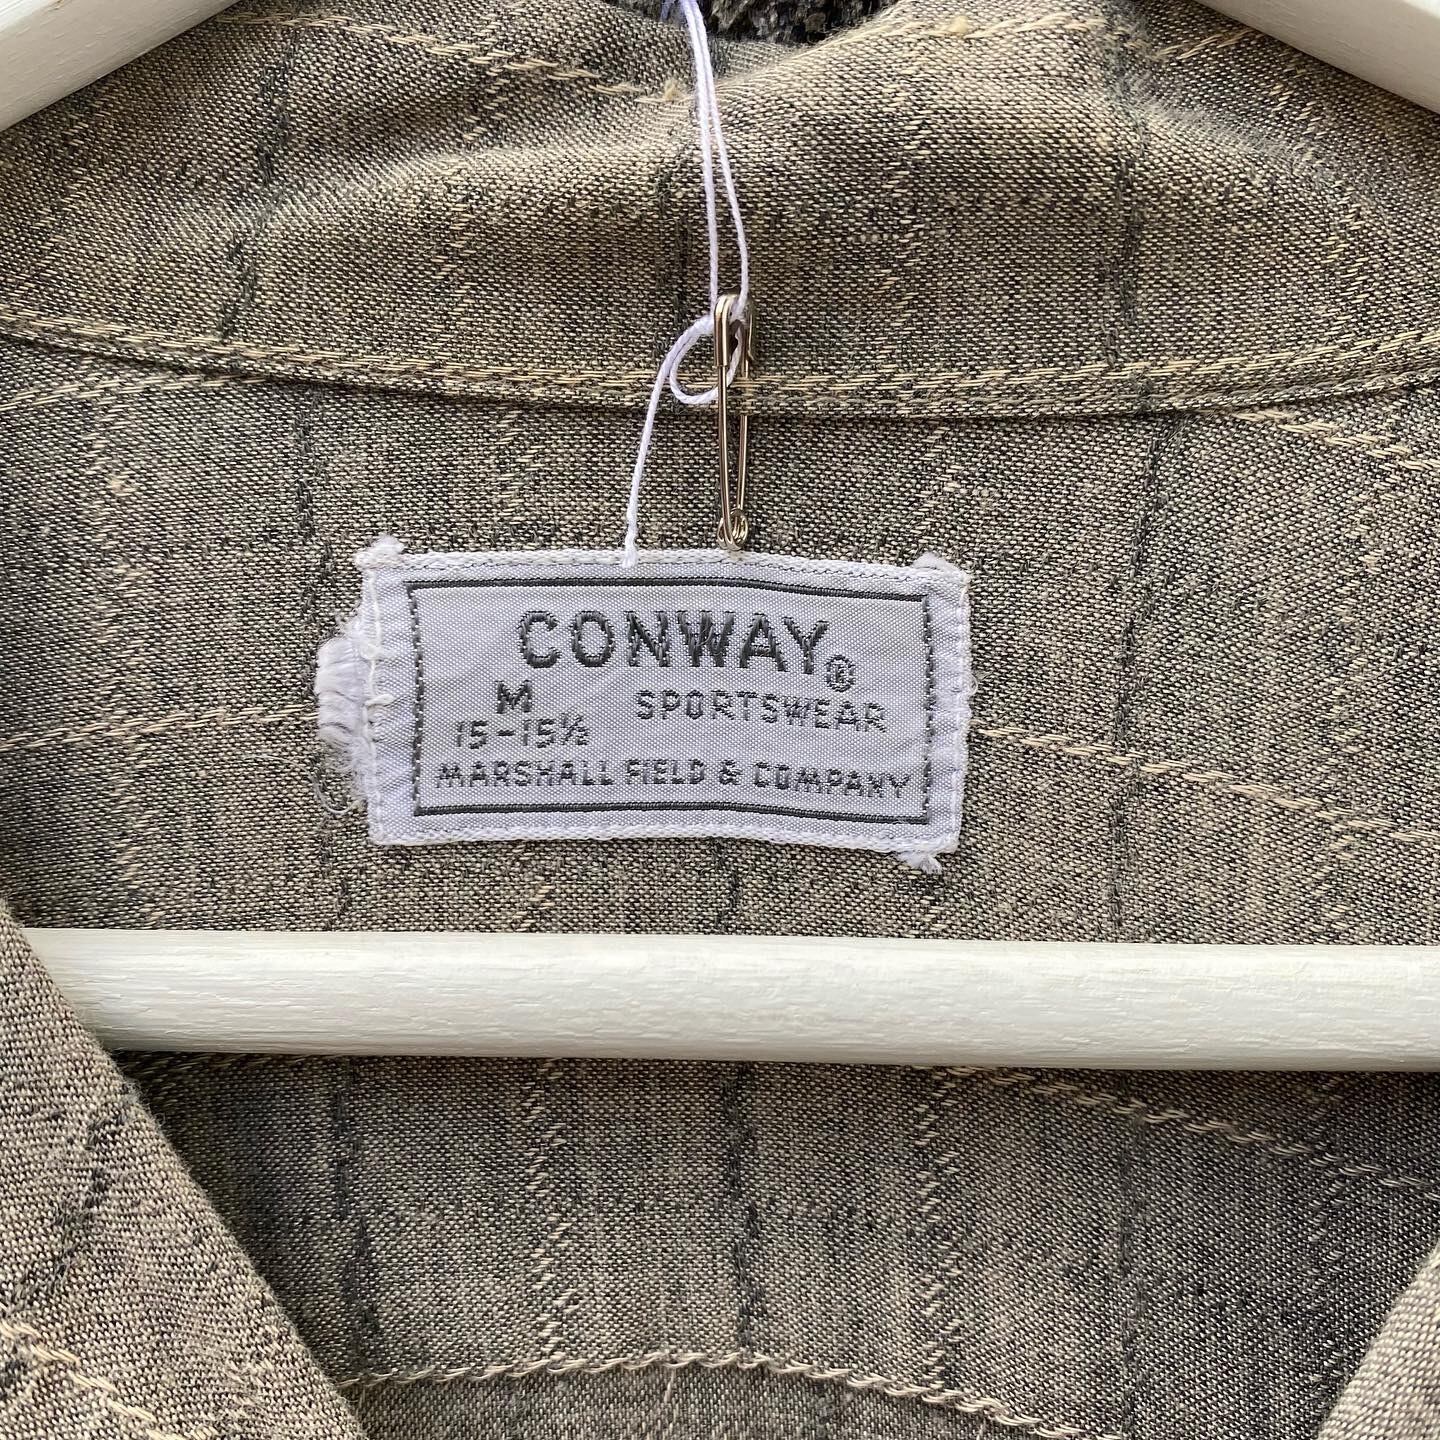 CONWAY®
M SPORTSWEAR
15-15½
MARSHALL FIELD & COMPANY